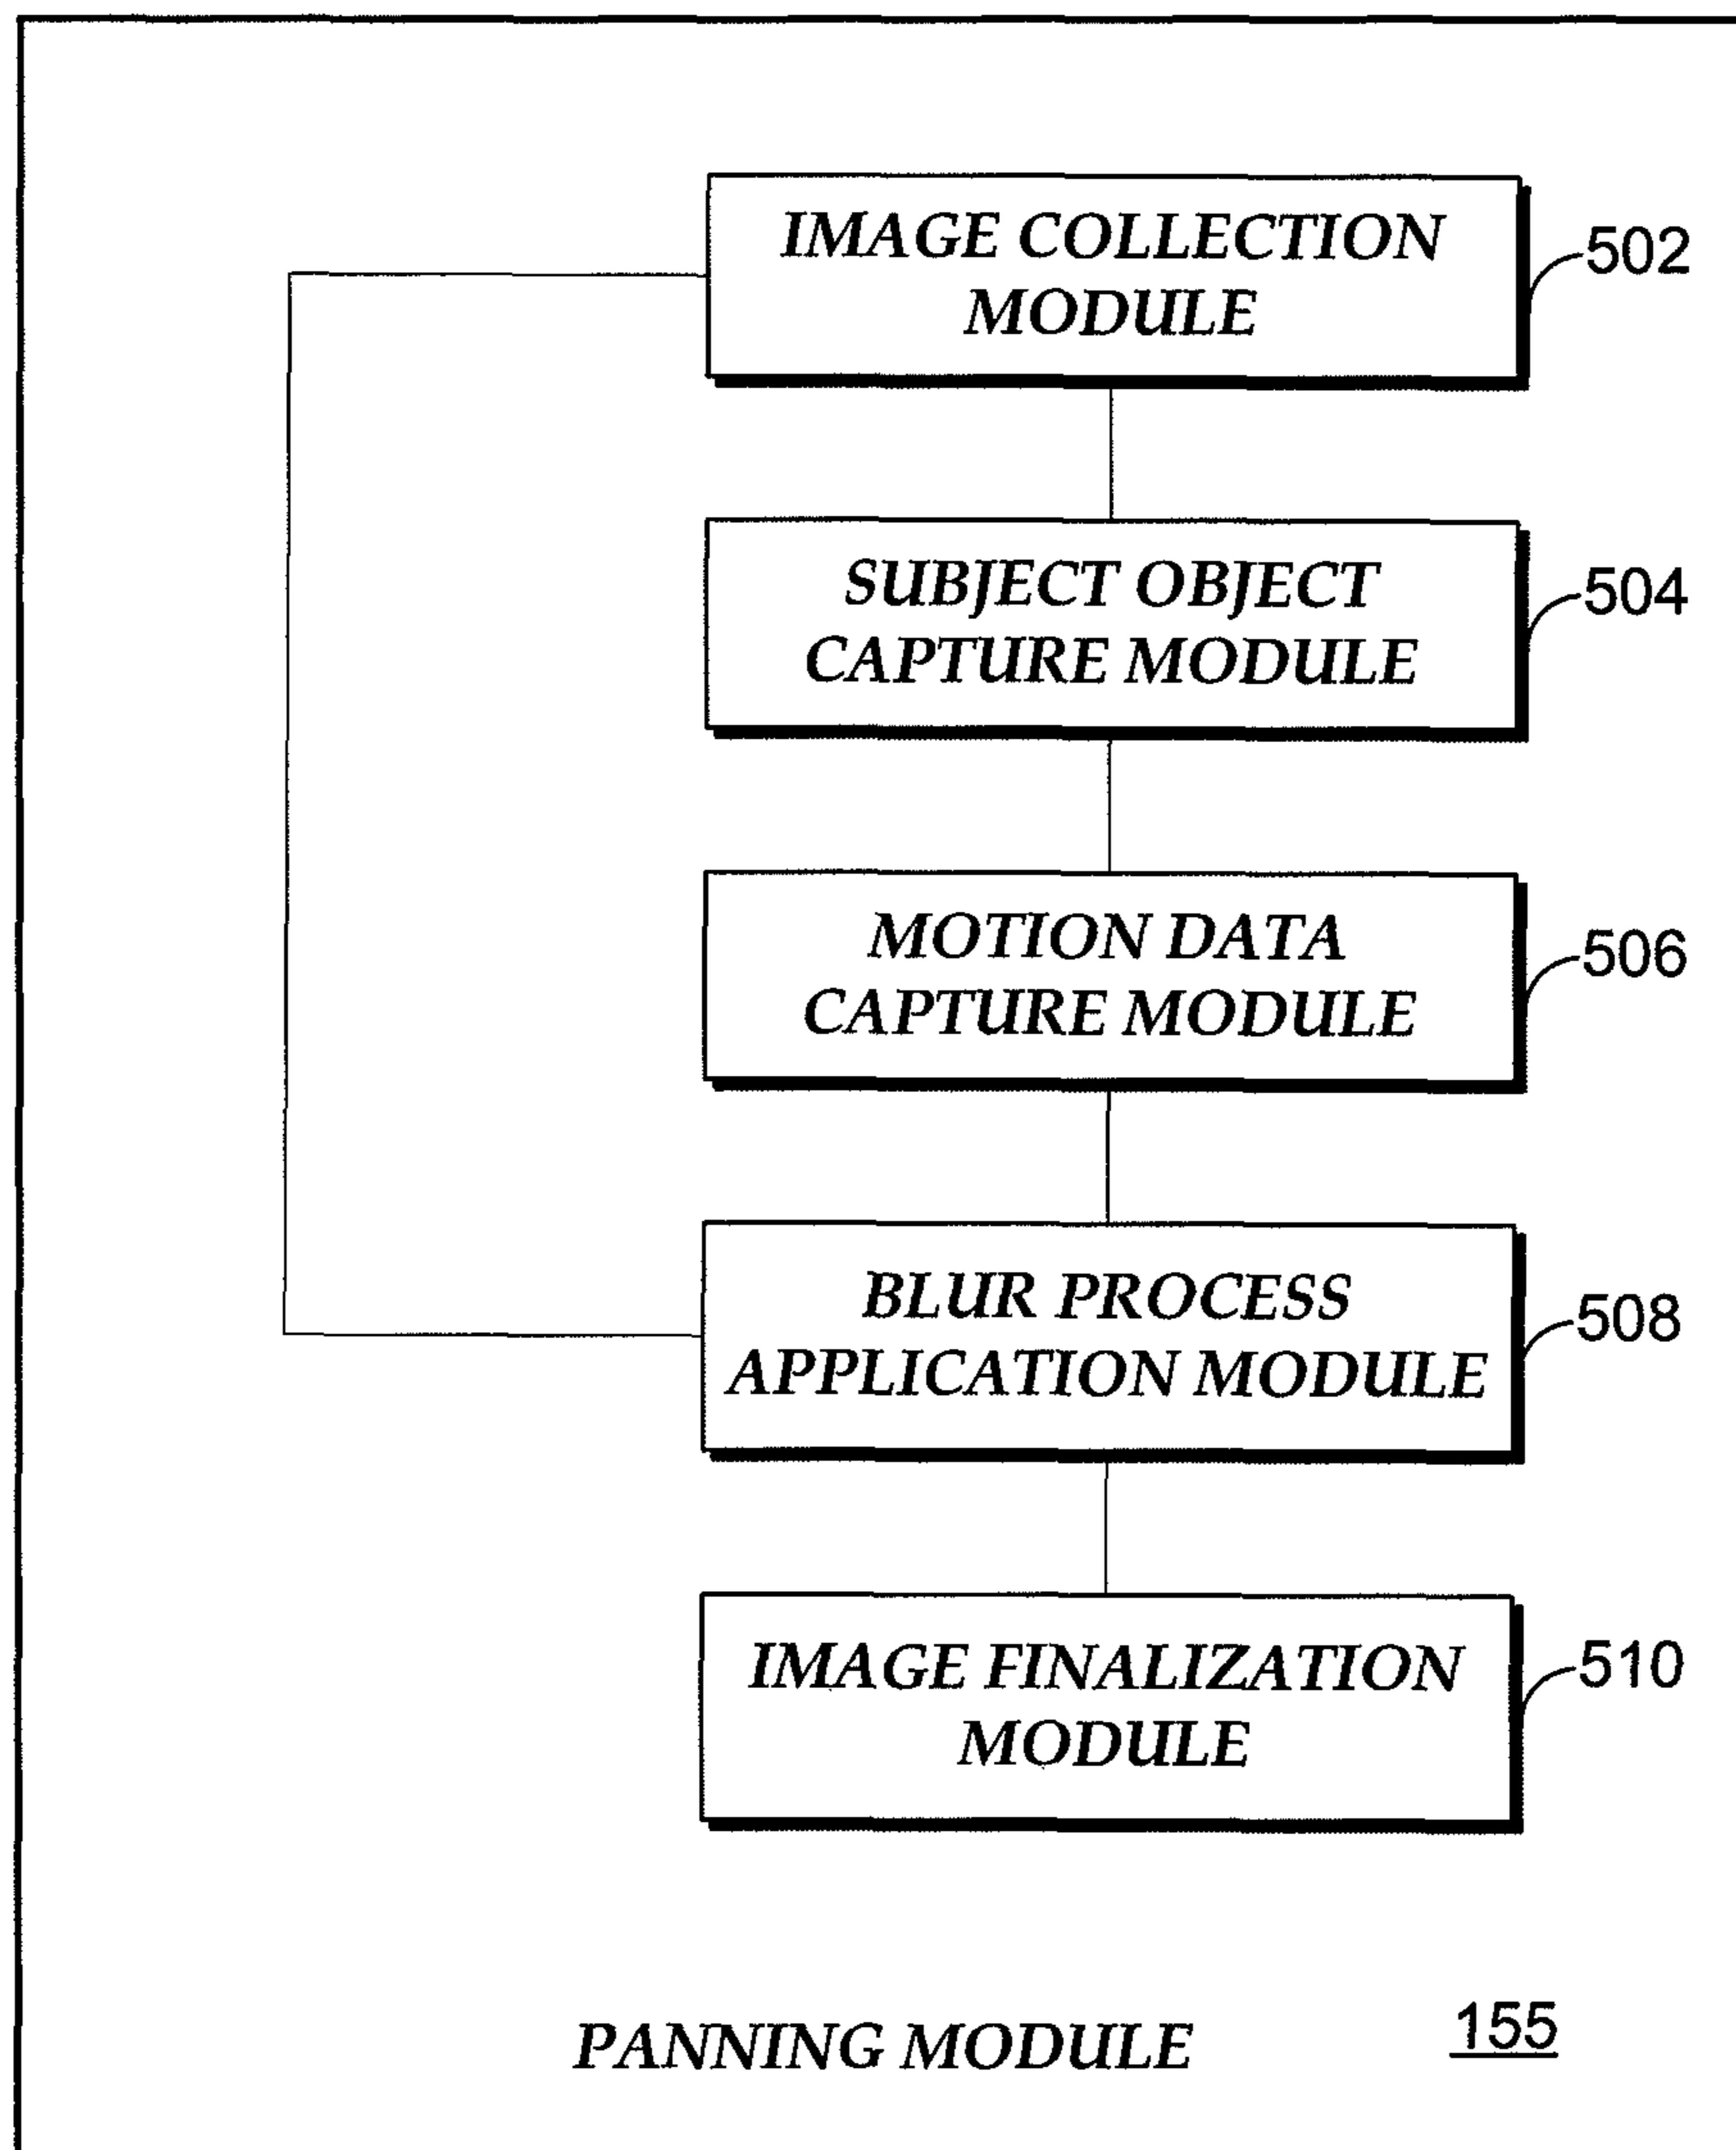 IMAGE COLLECTION
MODULE
502
SUBJECT OBJECT
CAPTURE MODULE
504
MOTION DATA
CAPTURE MODULE
506
BLUR PROCESS
APPLICATION MODULE
508
IMAGE FINALIZATION
MODULE
510
PANNING MODULE
155